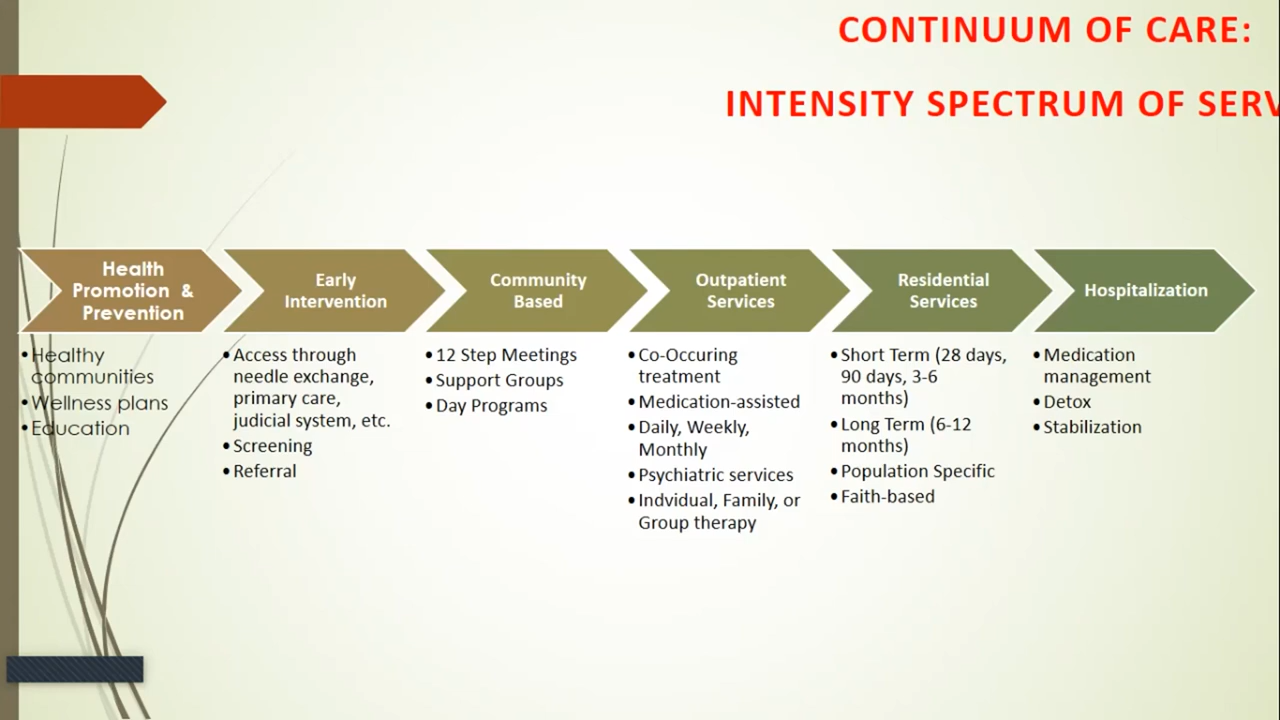 CONTINUUM OF CARE:
INTENSITY SPECTRUM OF SERV
Health
Promotion & 
Prevention
•Healthy
communities
•Wellness plans
•Education
Early
Intervention
•Access through
needle exchange,
primary care,
judicial system, etc.
•Screening
•Referral
Community
Based
•12 Step Meetings
•Support Groups
•Day Programs
Outpatient
Services
•Co-Occuring
treatment
•Medication-assisted
•Daily, Weekly,
Monthly
•Psychiatric services
•Indvidual, Family, or
Group therapy
Residential
Services
•Short Term (28 days,
90 days, 3-6
months)
•Long Term (6-12
months)
•Population Specific
•Faith-based
Hospitalization
•Medication
management
•Detox
•Stabilization